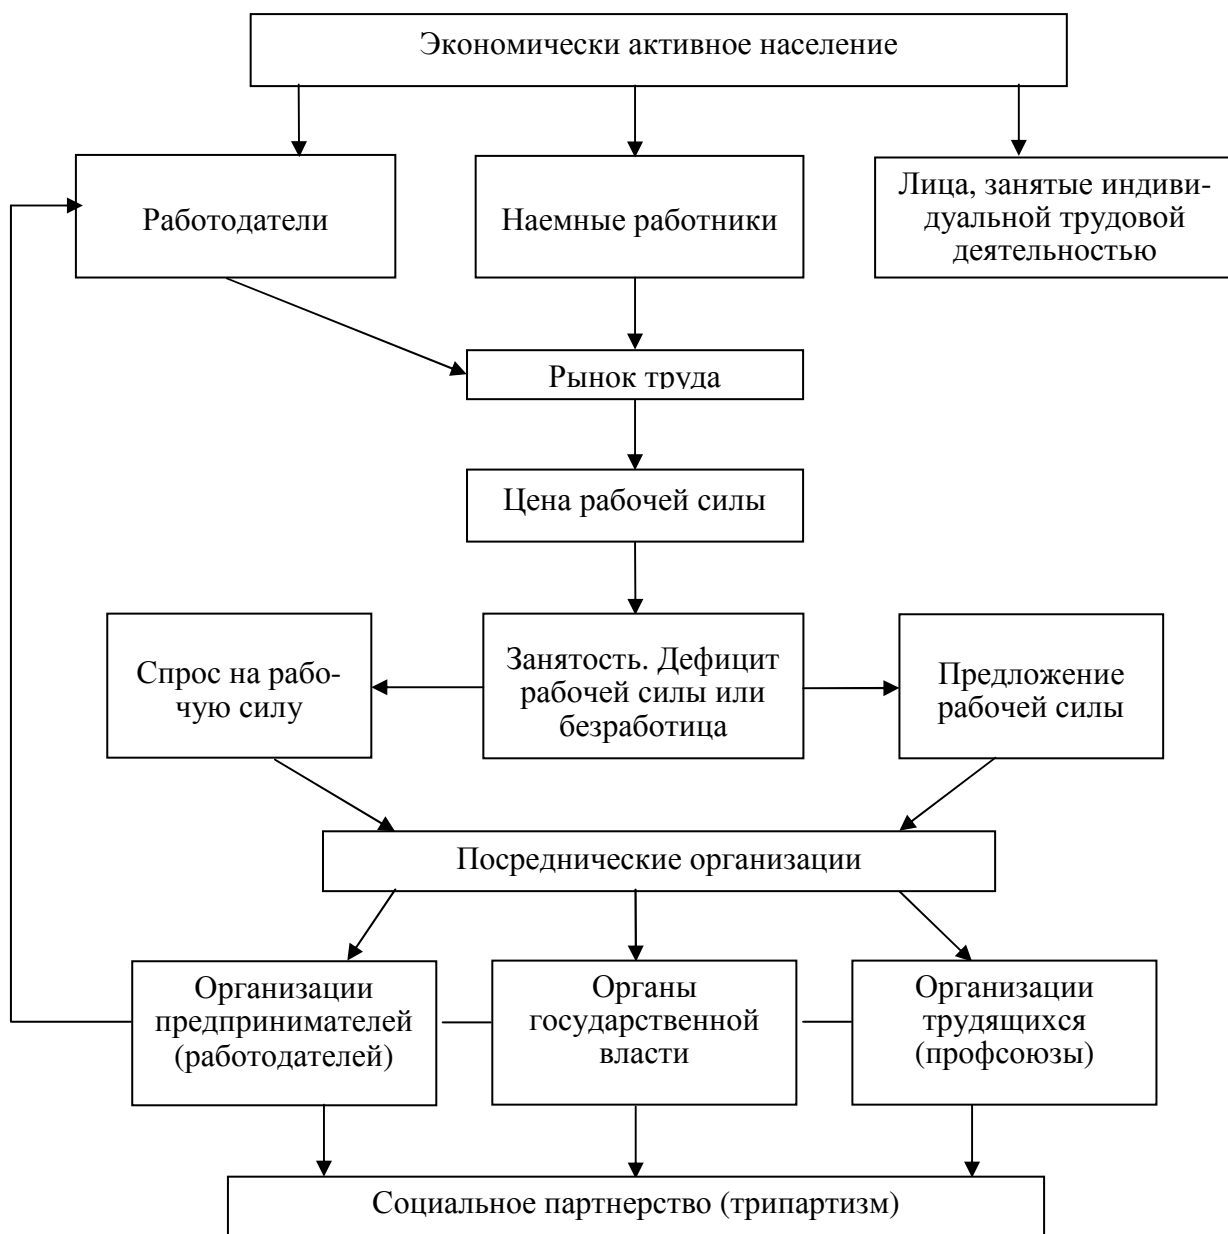 Экономически активное население
Работодатели
Наемные работники
Лица, занятые индиви-
дуальной трудовой
деятельностью
Рынок труда
Цена рабочей силы
Спрос на рабо-
чую силу
Занятость. Дефицит
рабочей силы или
безработица
Предложение
рабочей силы
Посреднические организации
Организации
предпринимателей
(работодателей)
Органы
государственной
власти
Организации
трудящихся
(профсоюзы)
Социальное партнерство (трипартизм)